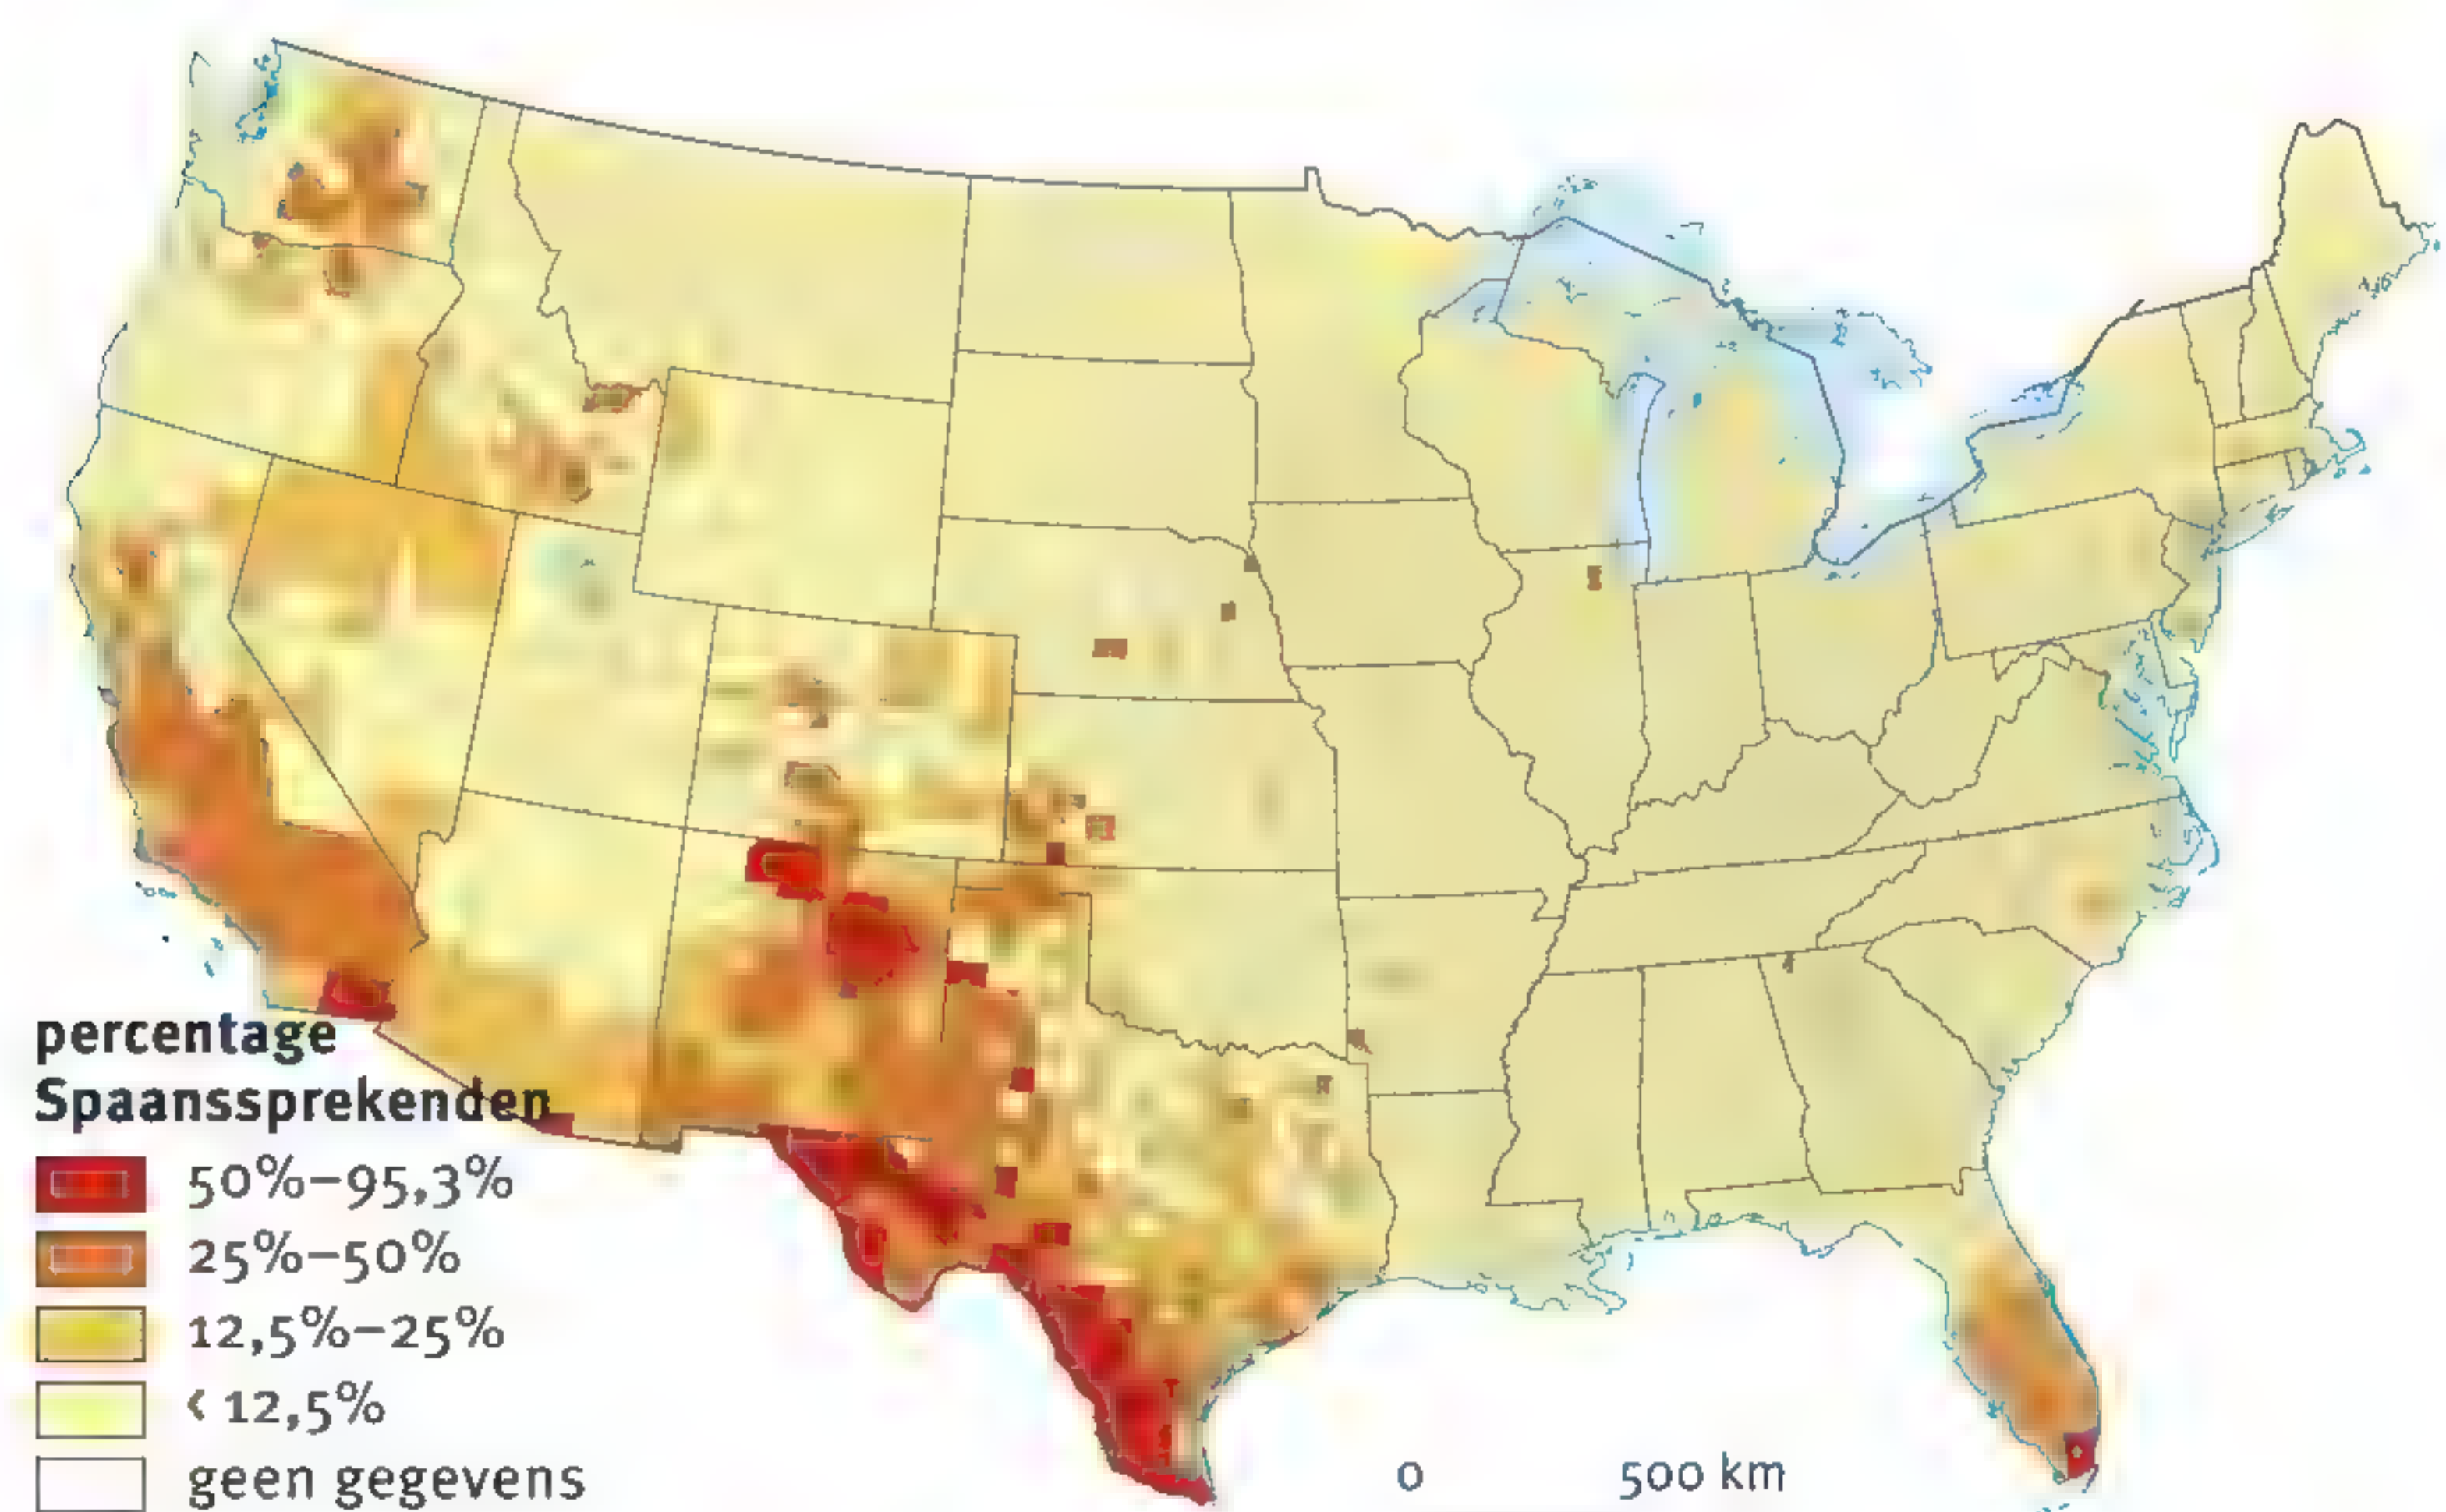 percentage
Spaanssprekenden
50%–95,3%
25%–50%
12,5%–25%
< 12,5%
geen gegevens
0 500 km